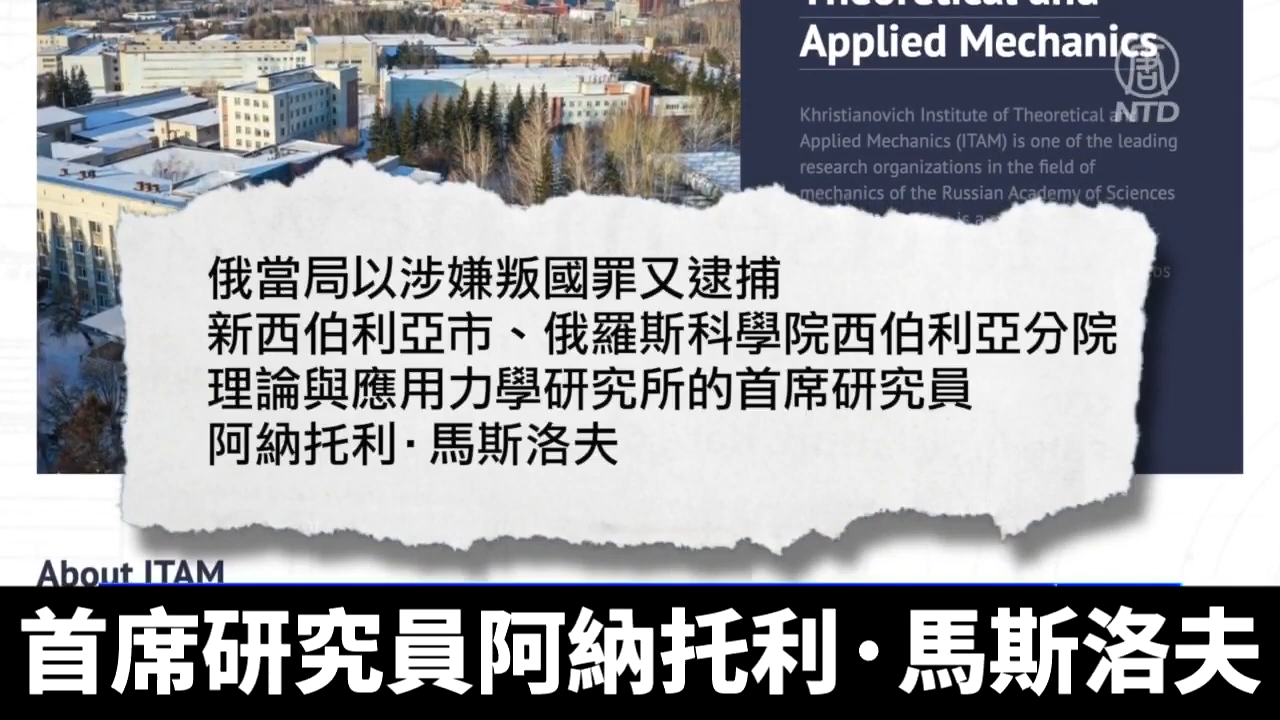 Theoretical and
Applied Mechanics
唐
NTD
Khristianovich Institute of Theoretical and
Applied Mechanics (ITAM) is one of the leading
research organizations in the field of
mechanics of the Russian Academy of Sciences
is a
俄當局以涉嫌叛國罪又逮捕
新西伯利亞市、俄羅斯科學院西伯利亞分院
理論與應用力學研究所的首席研究員
阿納托利·馬斯洛夫
About ITAM
首席研究員阿納托利·馬斯洛夫